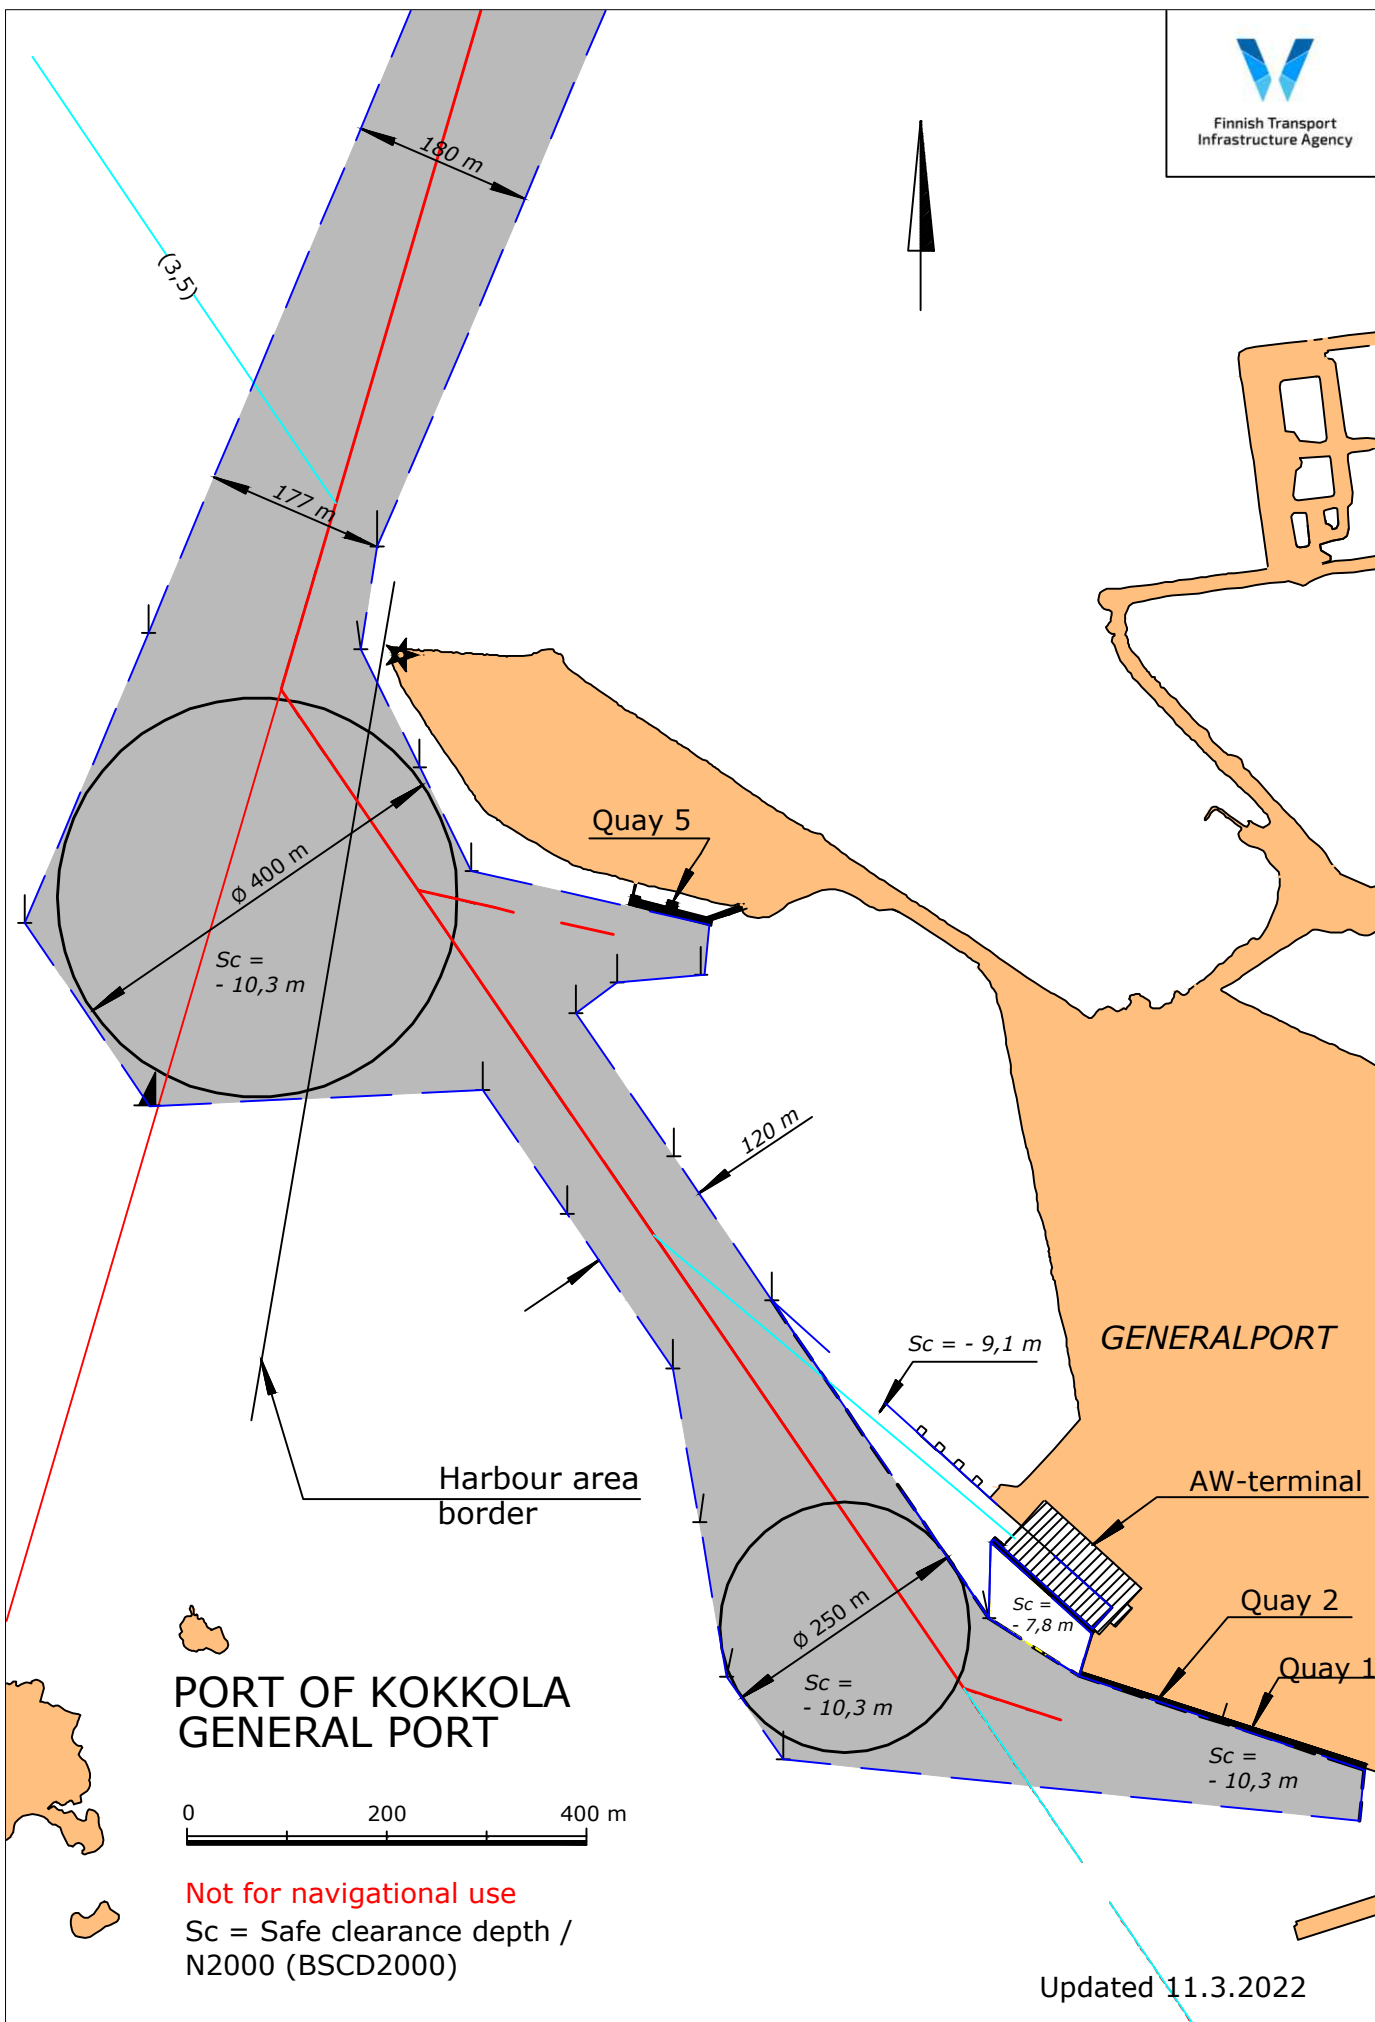 Finnish Transport
Infrastructure Agency
180 m
(3,5)
177 m
Quay 5
Ø 400 m
Sc =
- 10,3 m
120 m
GENERALPORT
Sc = - 9,1 m
Harbour area
border
AW-terminal
Quay 2
Sc =
- 7,8 m
Ø 250 m
Quay 1
Sc =
- 10,3 m
PORT OF KOKKOLA
GENERAL PORT
Sc =
- 10,3 m
0 200 400 m
Not for navigational use
Sc = Safe clearance depth /
N2000 (BSCD2000)
Updated 11.3.2022